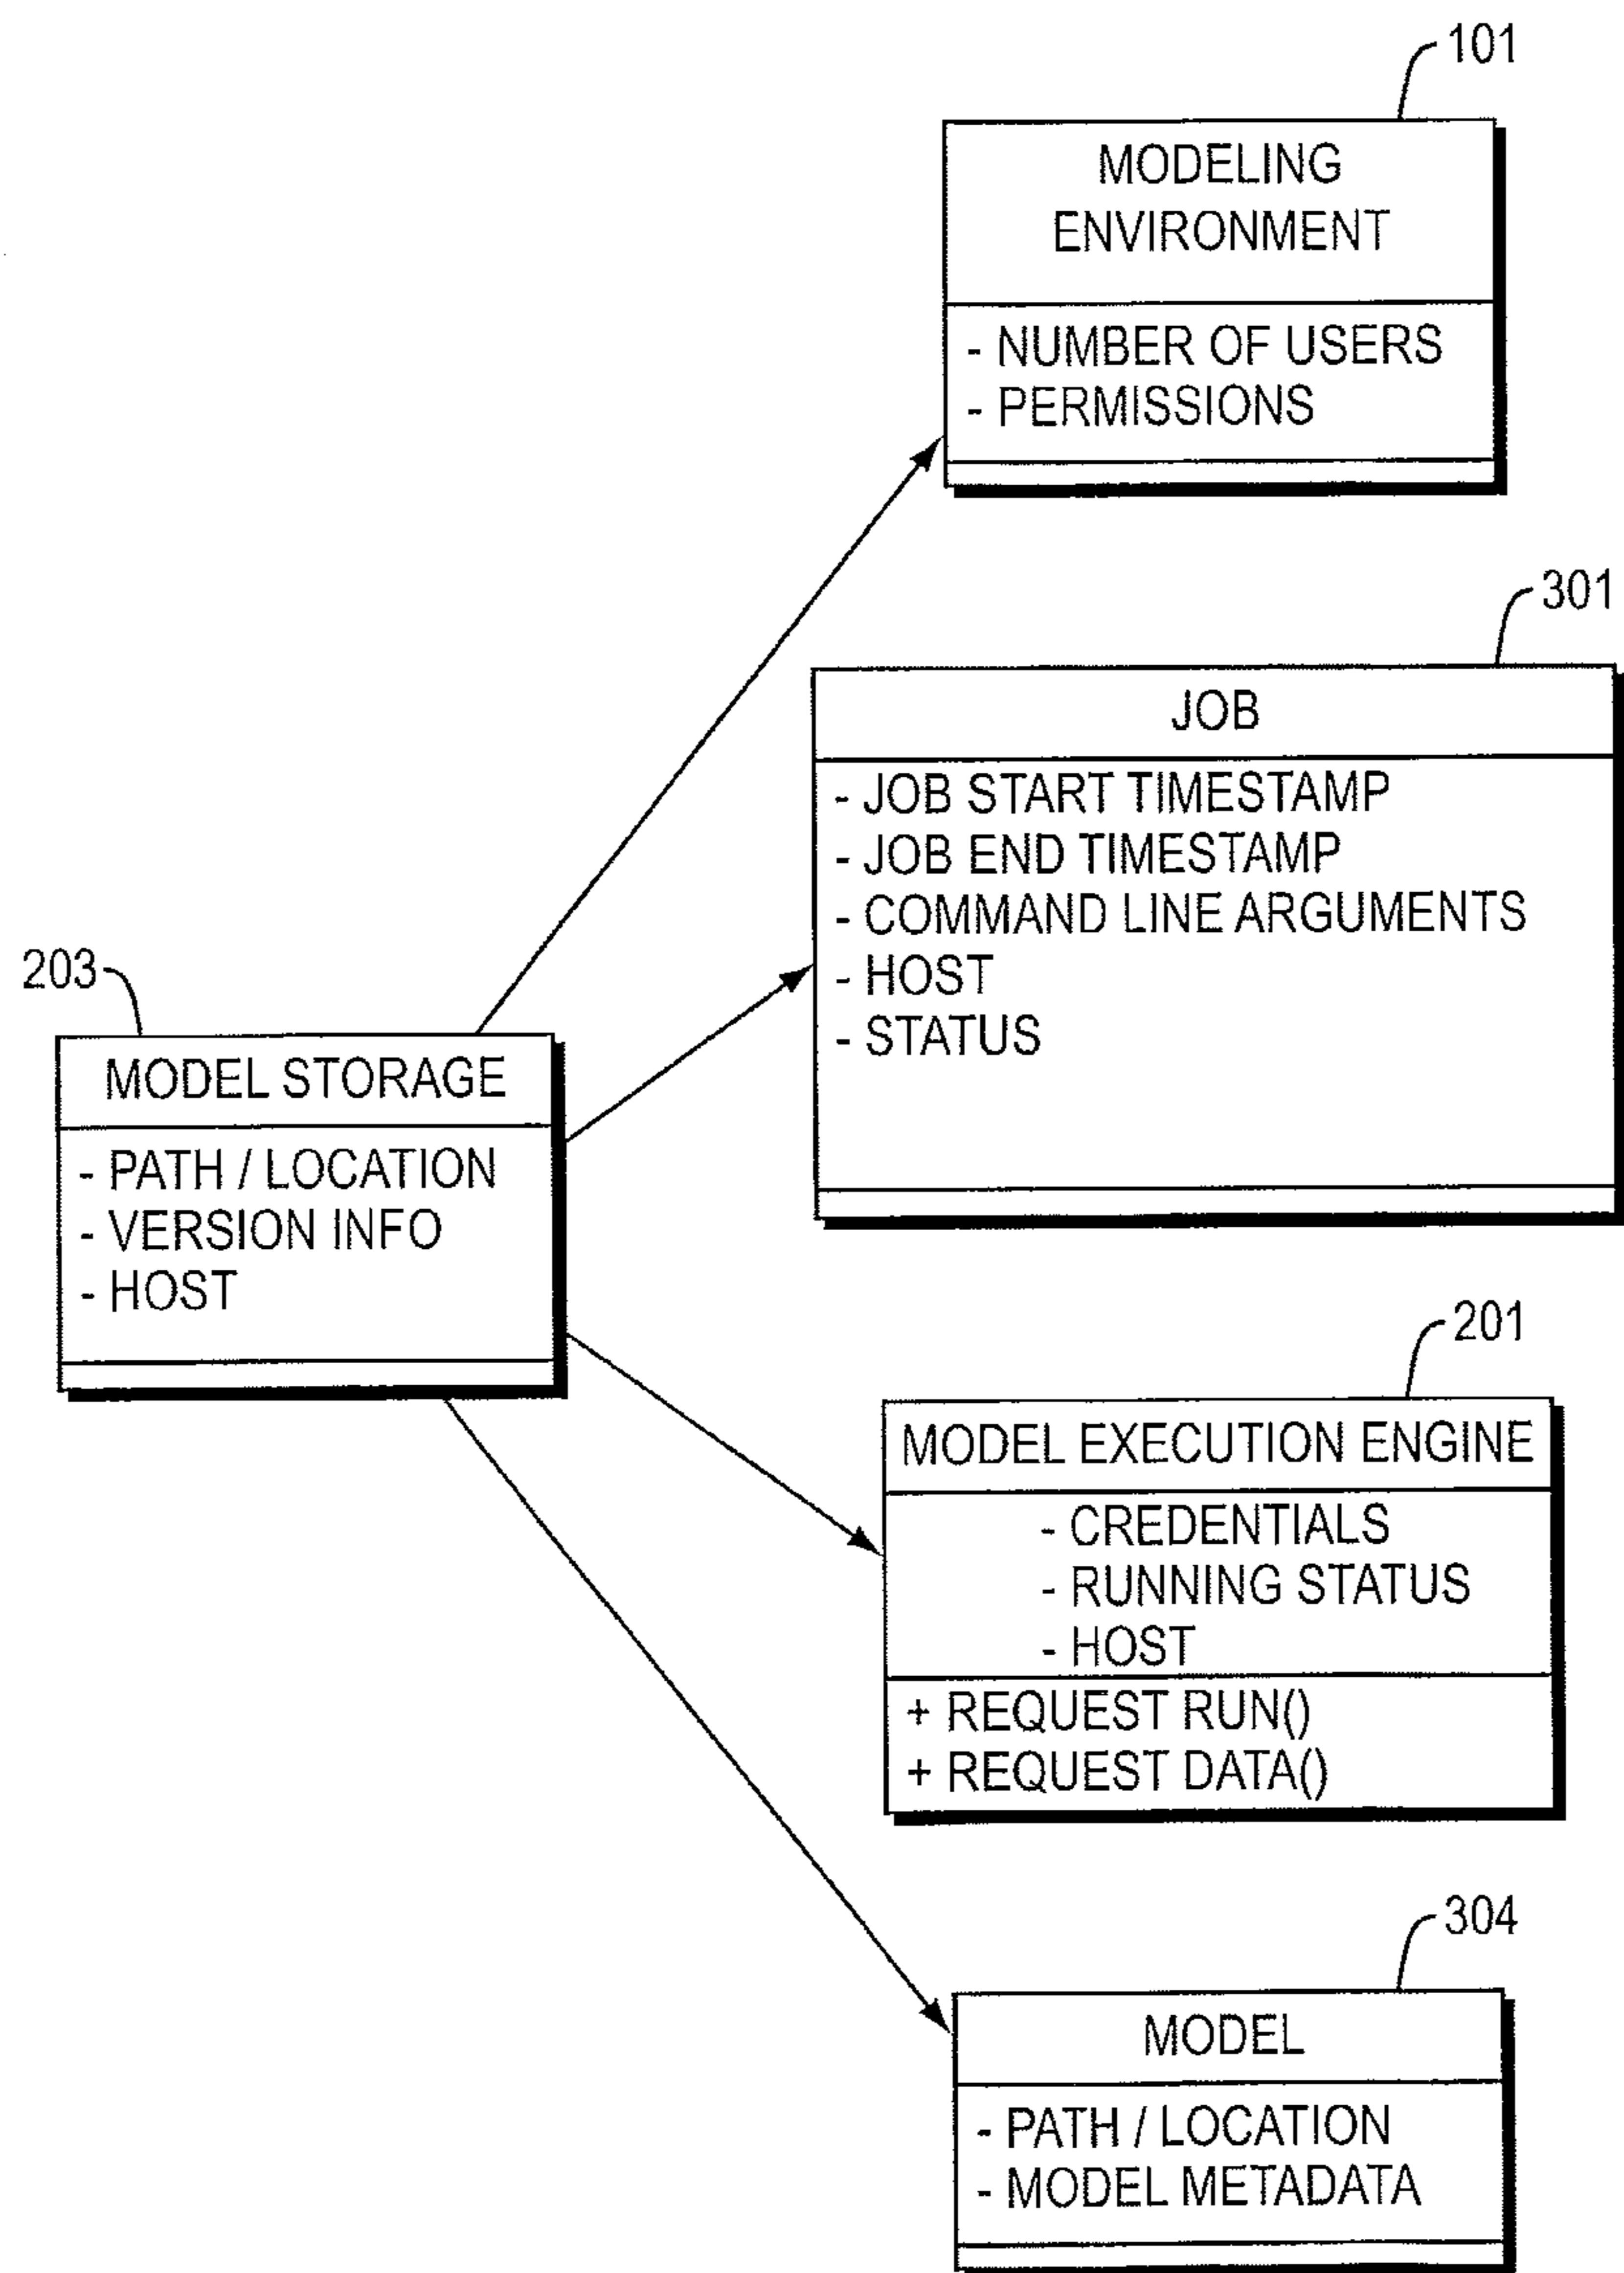 101
MODELING
ENVIRONMENT
- NUMBER OF USERS
- PERMISSIONS
301
JOB
- JOB START TIMESTAMP
- JOB END TIMESTAMP
- COMMAND LINE ARGUMENTS
- HOST
- STATUS
203
MODEL STORAGE
- PATH / LOCATION
- VERSION INFO
- HOST
201
MODEL EXECUTION ENGINE
- CREDENTIALS
- RUNNING STATUS
- HOST
+ REQUEST RUN()
+ REQUEST DATA()
304
MODEL
- PATH / LOCATION
- MODEL METADATA